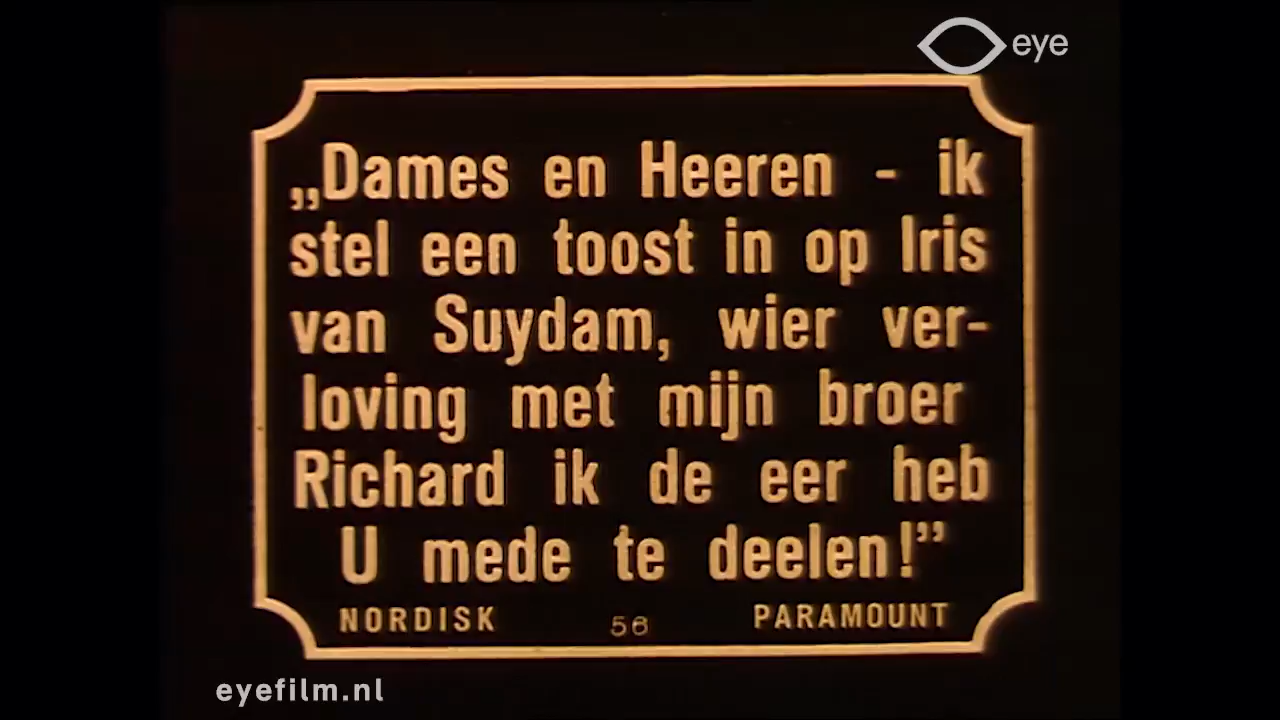 eye
„Dames en Heeren - ik
stel een toost in op Iris
van Suydam, wier ver-
loving met mijn broer
Richard ik de eer heb
U mede te deelen!”
NORDISK 56 PARAMOUNT
eyefilm.nl